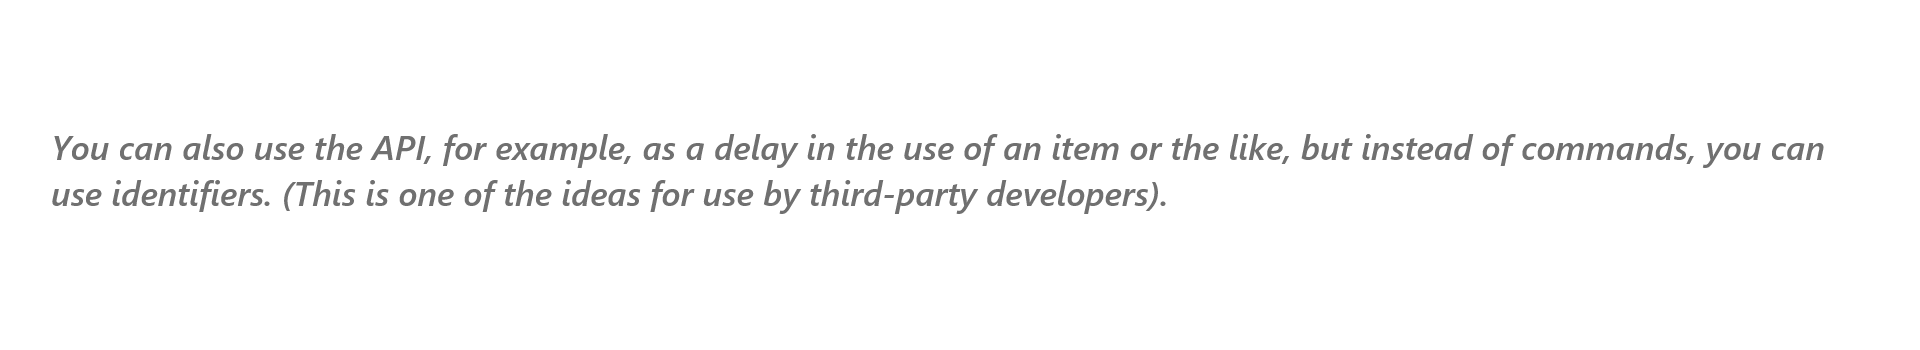 You can also use the API, for example, as a delay in the use of an item or the like, but instead of commands, you can
use identifiers. (This is one of the ideas for use by third-party developers).